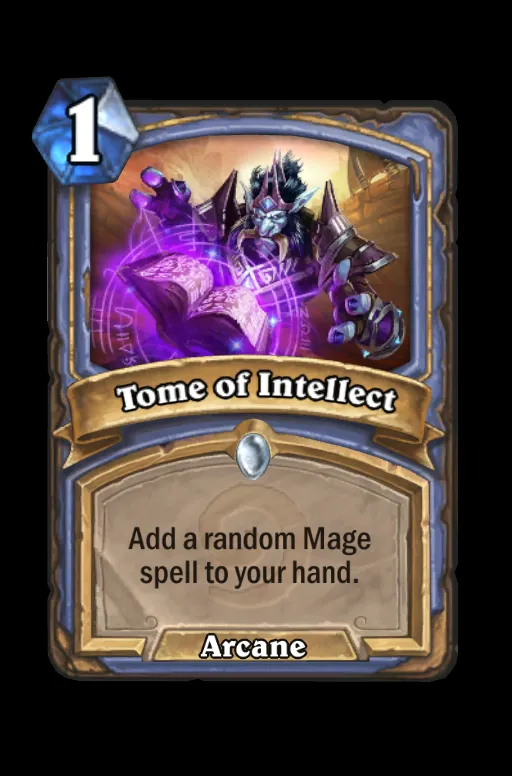 1
Tome of Intellect
Add a random Mage
spell to your hand.
Arcane